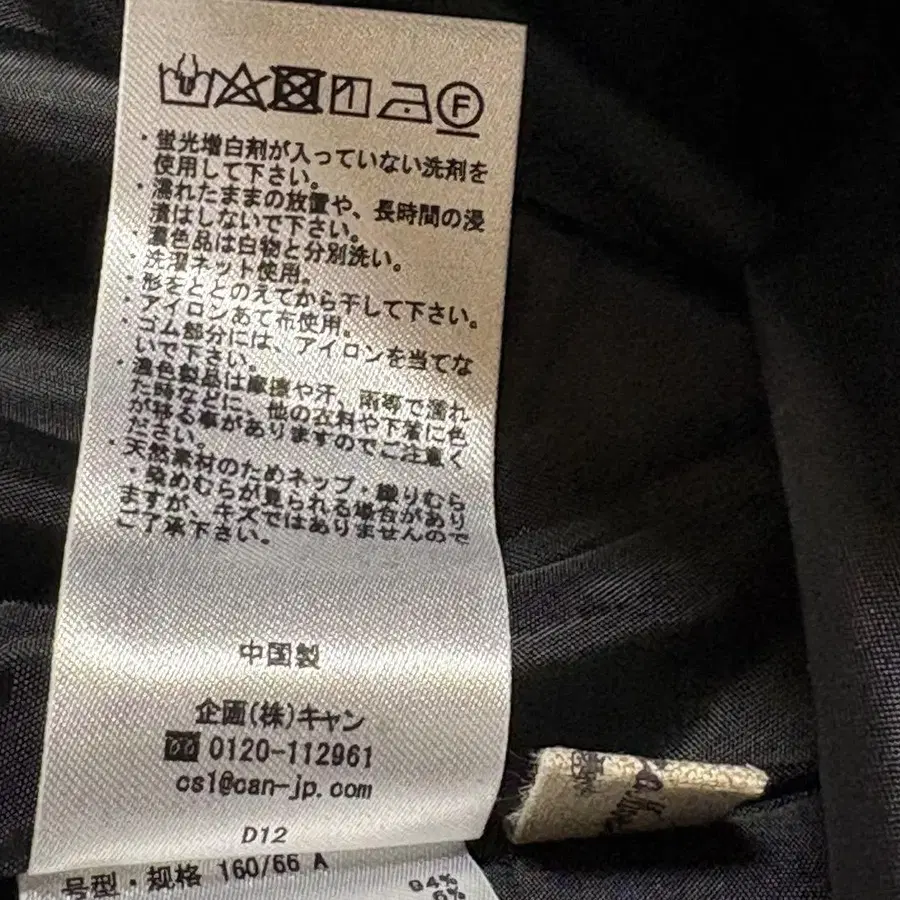 F
・蛍光増白剤が入っていない洗剤を
使用して下さい。
・濡れたままの放置や、長時間の浸
漬はしないで下さい。
・濃色品は白物と分別洗い。
・洗濯ネット使用。
・形をととのえてから干して下さい。
・アイロンあて布使用。
・ゴム部分には、アイロンを当てな
いで下さい。
・濃色製品は摩擦や汗、雨等で濡れ
た時などに、他の衣料や下着に色
が移る事がありますのでご注意く
ださい。
・天然素材のためネップ・織りむら
・染めむらが見られる場合があり
ますが、キズではありませんので
ご了承下さい。
中国製
企画(株)キャン
0120-112961
cs1@can-jp.com
D12
号型・规格 160/66 A
94%
6%